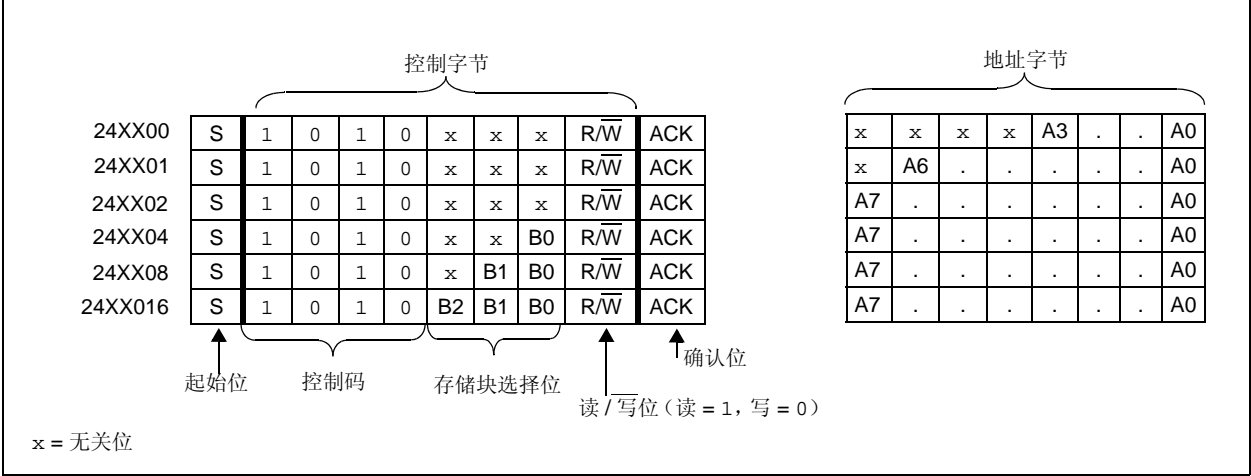 控制字节 地址字节
24XX00 S 1 0 1 0 x x x R/W̅ ACK x x x x A3 . . A0
24XX01 S 1 0 1 0 x x x R/W̅ ACK x A6 . . . . . A0
24XX02 S 1 0 1 0 x x x R/W̅ ACK A7 . . . . . . A0
24XX04 S 1 0 1 0 x x B0 R/W̅ ACK A7 . . . . . . A0
24XX08 S 1 0 1 0 x B1 B0 R/W̅ ACK A7 . . . . . . A0
24XX016 S 1 0 1 0 B2 B1 B0 R/W̅ ACK A7 . . . . . . A0
起始位 控制码 存储块选择位 确认位
读 / 写位(读 = 1, 写 = 0)
x = 无关位